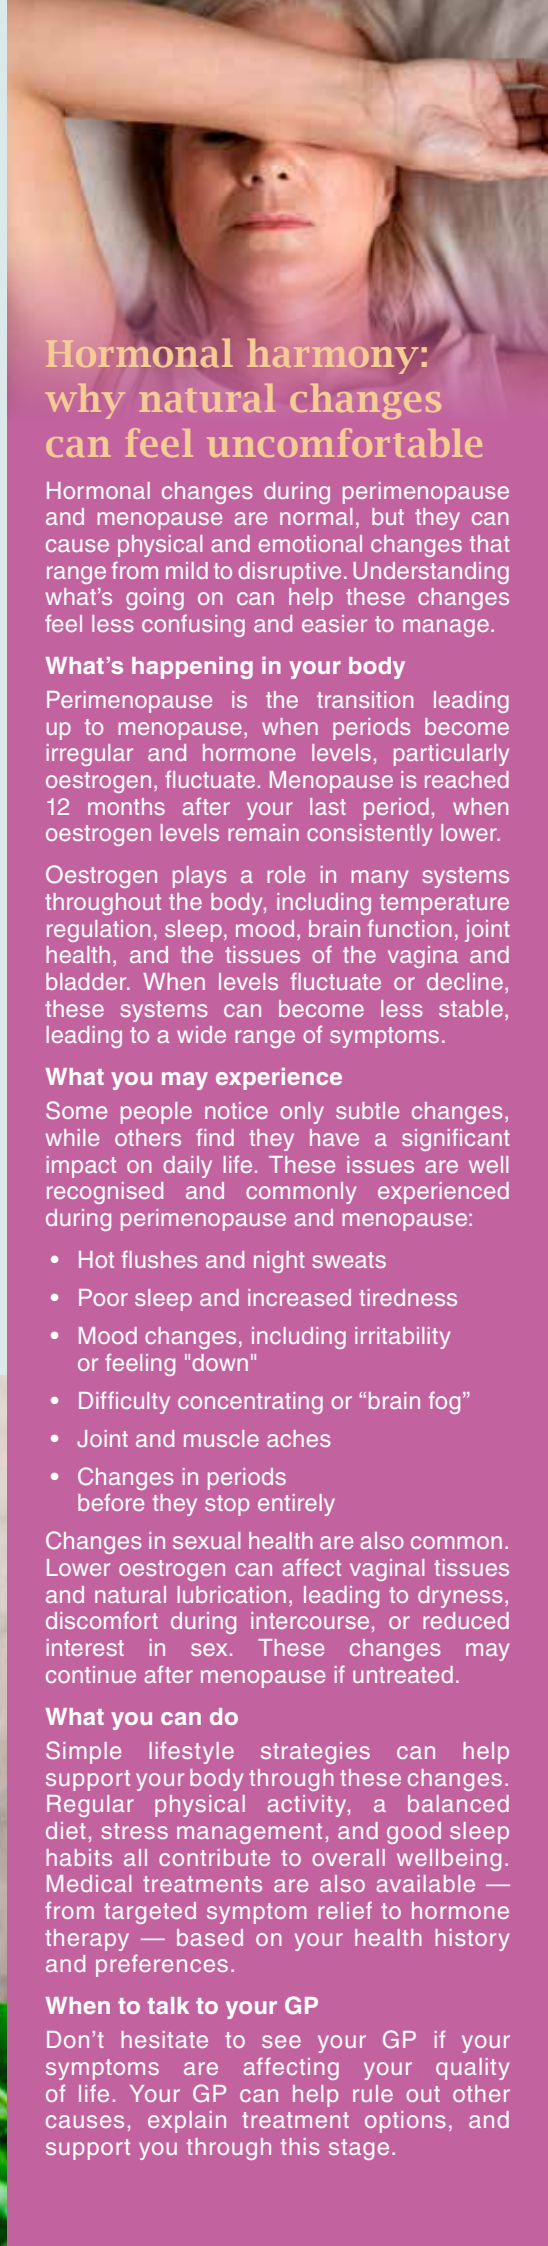 Hormonal harmony:
why natural changes
can feel uncomfortable
Hormonal changes during perimenopause
and menopause are normal, but they can
cause physical and emotional changes that
range from mild to disruptive. Understanding
what’s going on can help these changes
feel less confusing and easier to manage.
What’s happening in your body
Perimenopause is the transition leading
up to menopause, when periods become
irregular and hormone levels, particularly
oestrogen, fluctuate. Menopause is reached
12 months after your last period, when
oestrogen levels remain consistently lower.
Oestrogen plays a role in many systems
throughout the body, including temperature
regulation, sleep, mood, brain function, joint
health, and the tissues of the vagina and
bladder. When levels fluctuate or decline,
these systems can become less stable,
leading to a wide range of symptoms.
What you may experience
Some people notice only subtle changes,
while others find they have a significant
impact on daily life. These issues are well
recognised and commonly experienced
during perimenopause and menopause:
• Hot flushes and night sweats
• Poor sleep and increased tiredness
• Mood changes, including irritability
or feeling "down"
• Difficulty concentrating or “brain fog”
• Joint and muscle aches
• Changes in periods
before they stop entirely
Changes in sexual health are also common.
Lower oestrogen can affect vaginal tissues
and natural lubrication, leading to dryness,
discomfort during intercourse, or reduced
interest in sex. These changes may
continue after menopause if untreated.
What you can do
Simple lifestyle strategies can help
support your body through these changes.
Regular physical activity, a balanced
diet, stress management, and good sleep
habits all contribute to overall wellbeing.
Medical treatments are also available —
from targeted symptom relief to hormone
therapy — based on your health history
and preferences.
When to talk to your GP
Don’t hesitate to see your GP if your
symptoms are affecting your quality
of life. Your GP can help rule out other
causes, explain treatment options, and
support you through this stage.